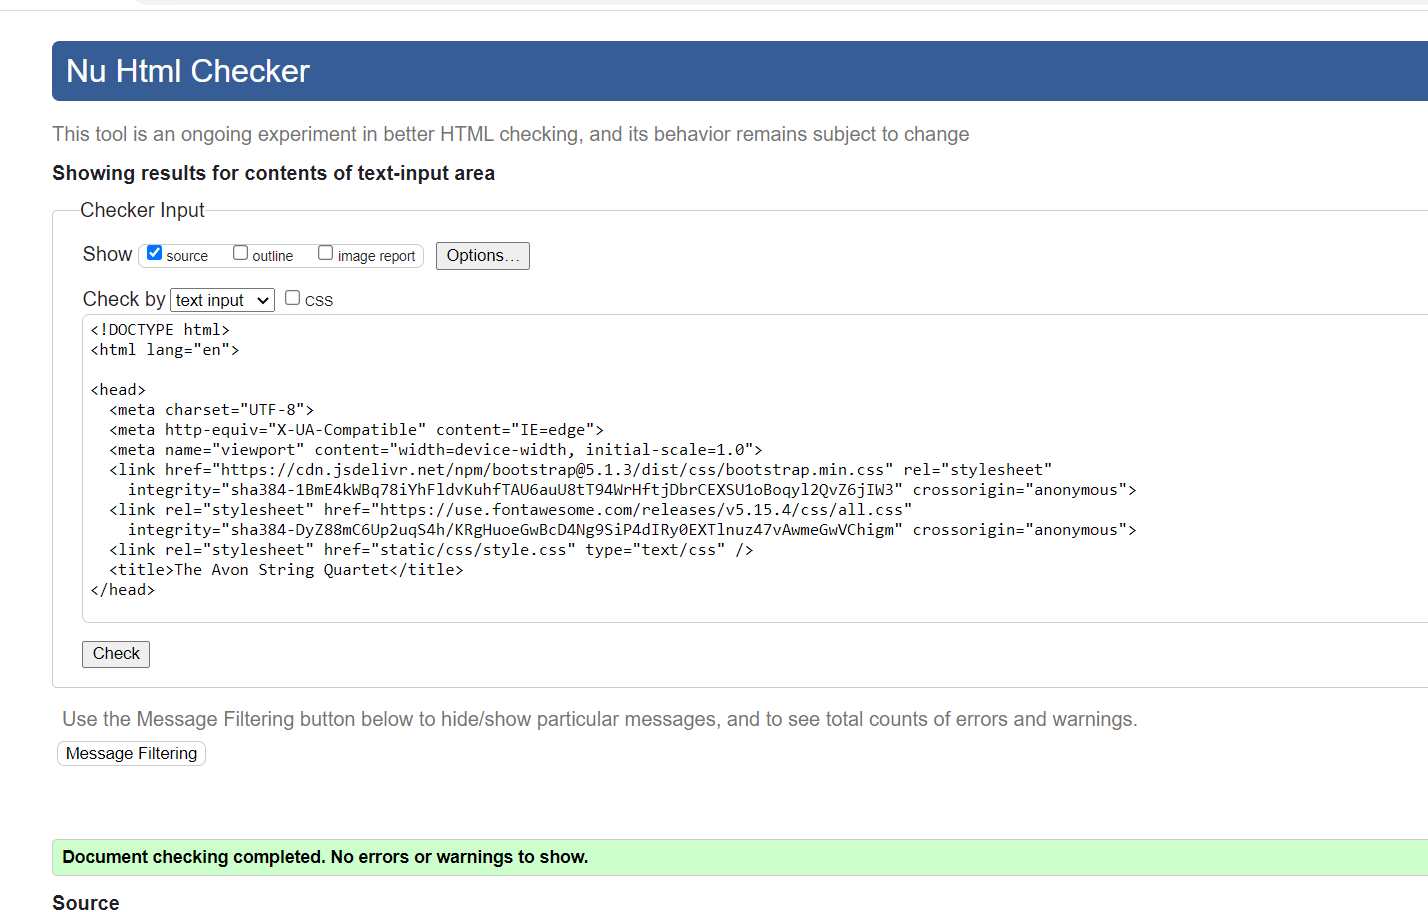 Nu Html Checker
This tool is an ongoing experiment in better HTML checking, and its behavior remains subject to change
Showing results for contents of text-input area
Checker Input
Show source outline image report Options...
Check by text input CSS
<!DOCTYPE html>
<html lang="en">
<head>
<meta charset="UTF-8">
<meta http-equiv="X-UA-Compatible" content="IE=edge">
<meta name="viewport" content="width=device-width, initial-scale=1.0">
<link href="https://cdn.jsdelivr.net/npm/bootstrap@5.1.3/dist/css/bootstrap.min.css" rel="stylesheet"
integrity="sha384-1BmE4kWBq78iYhFldvKuhfTAU6auU8tT94WrHftjDbrCEXSU1oBoqyl2QvZ6jIW3" crossorigin="anonymous">
<link rel="stylesheet" href="https://use.fontawesome.com/releases/v5.15.4/css/all.css"
integrity="sha384-DyZ88mC6Up2uqS4h/KRgHuoeGwBcD4Ng9SiP4dIRy0EXTlnuz47vAwmeGwVChigm" crossorigin="anonymous">
<link rel="stylesheet" href="static/css/style.css" type="text/css" />
<title>The Avon String Quartet</title>
</head>
Check
Use the Message Filtering button below to hide/show particular messages, and to see total counts of errors and warnings.
Message Filtering
Document checking completed. No errors or warnings to show.
Source